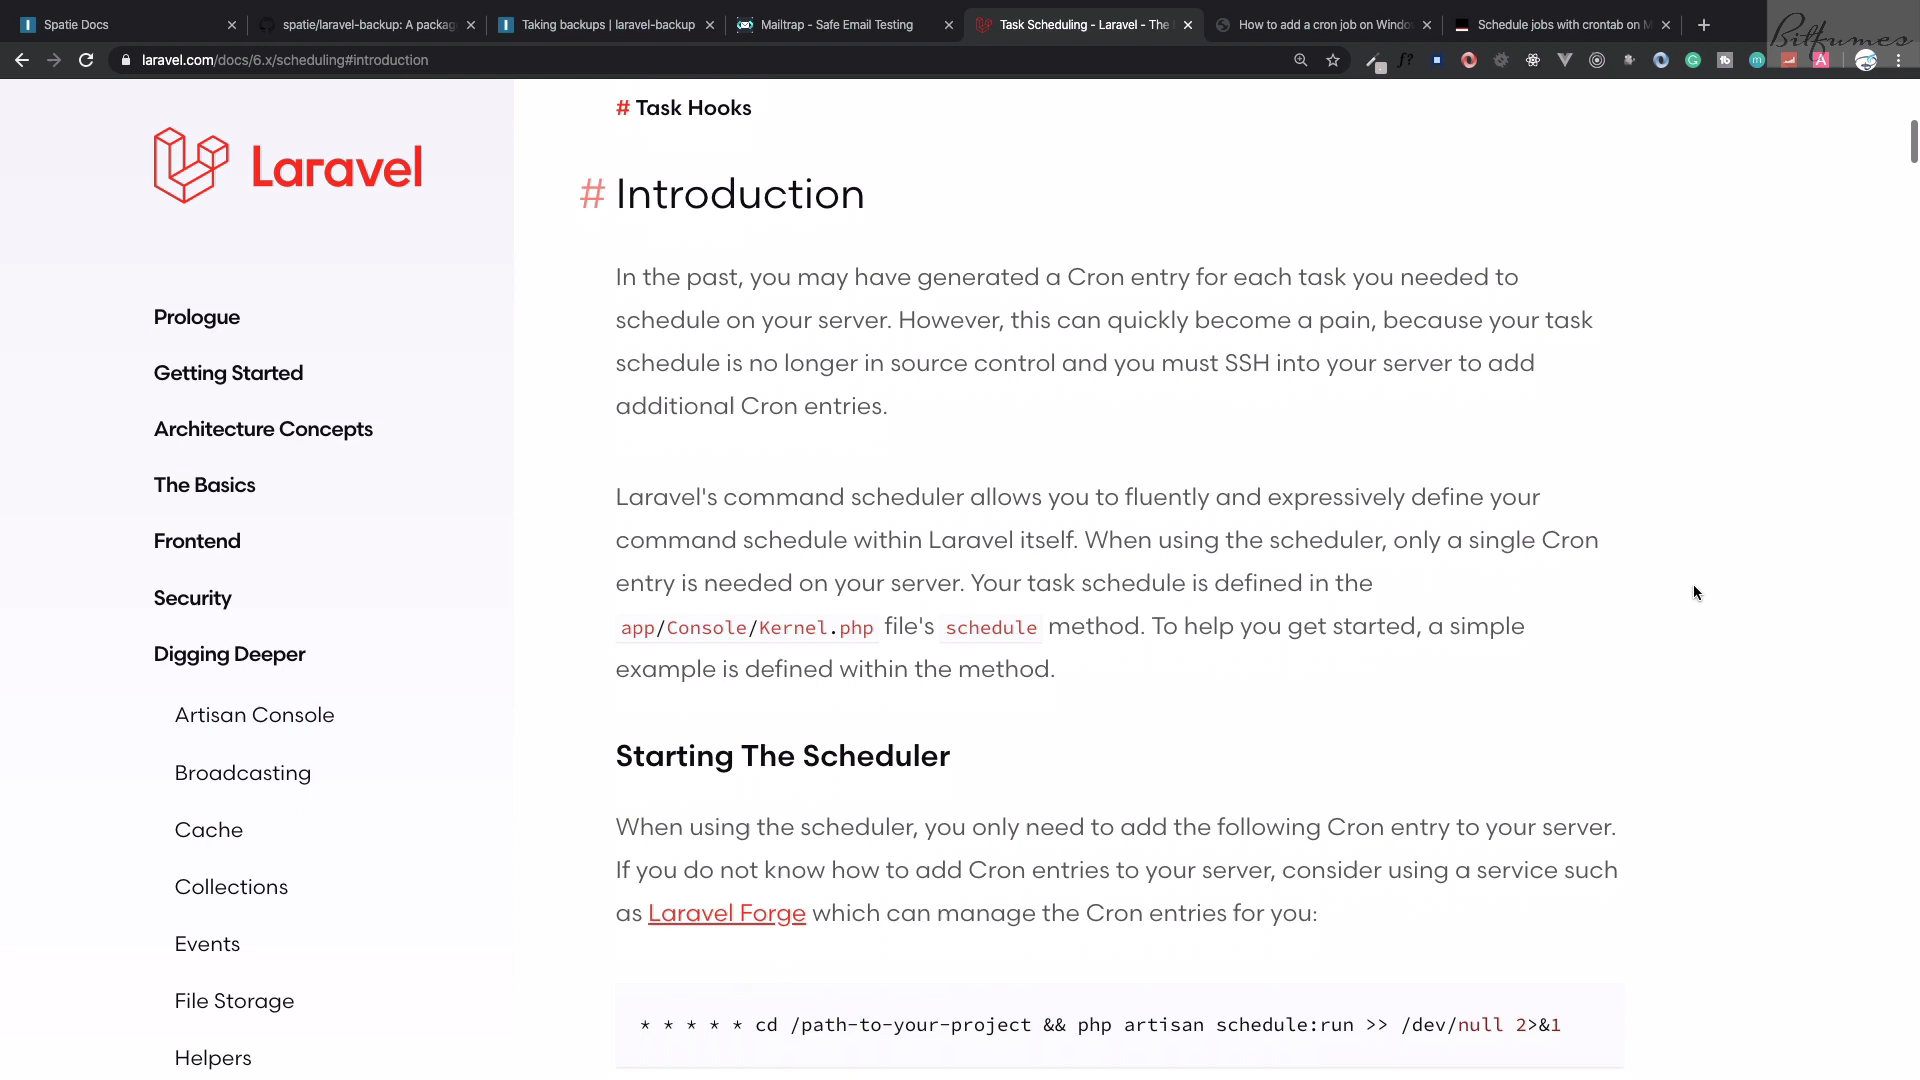 Spatie Docs
spatie/laravel-backup: A packag
Taking backups | laravel-backup
Mailtrap - Safe Email Testing
Task Scheduling - Laravel - The
How to add a cron job on Windo
Schedule jobs with crontab on M
Bitfumes
laravel.com/docs/6.x/scheduling#introduction
# Task Hooks
Laravel
# Introduction
In the past, you may have generated a Cron entry for each task you needed to
schedule on your server. However, this can quickly become a pain, because your task
schedule is no longer in source control and you must SSH into your server to add
additional Cron entries.
Laravel's command scheduler allows you to fluently and expressively define your
command schedule within Laravel itself. When using the scheduler, only a single Cron
entry is needed on your server. Your task schedule is defined in the
app/Console/Kernel.php file's schedule method. To help you get started, a simple
example is defined within the method.
Starting The Scheduler
When using the scheduler, you only need to add the following Cron entry to your server.
If you do not know how to add Cron entries to your server, consider using a service such
as Laravel Forge which can manage the Cron entries for you:
* * * * * cd /path-to-your-project && php artisan schedule:run >> /dev/null 2>&1
Prologue
Getting Started
Architecture Concepts
The Basics
Frontend
Security
Digging Deeper
Artisan Console
Broadcasting
Cache
Collections
Events
File Storage
Helpers